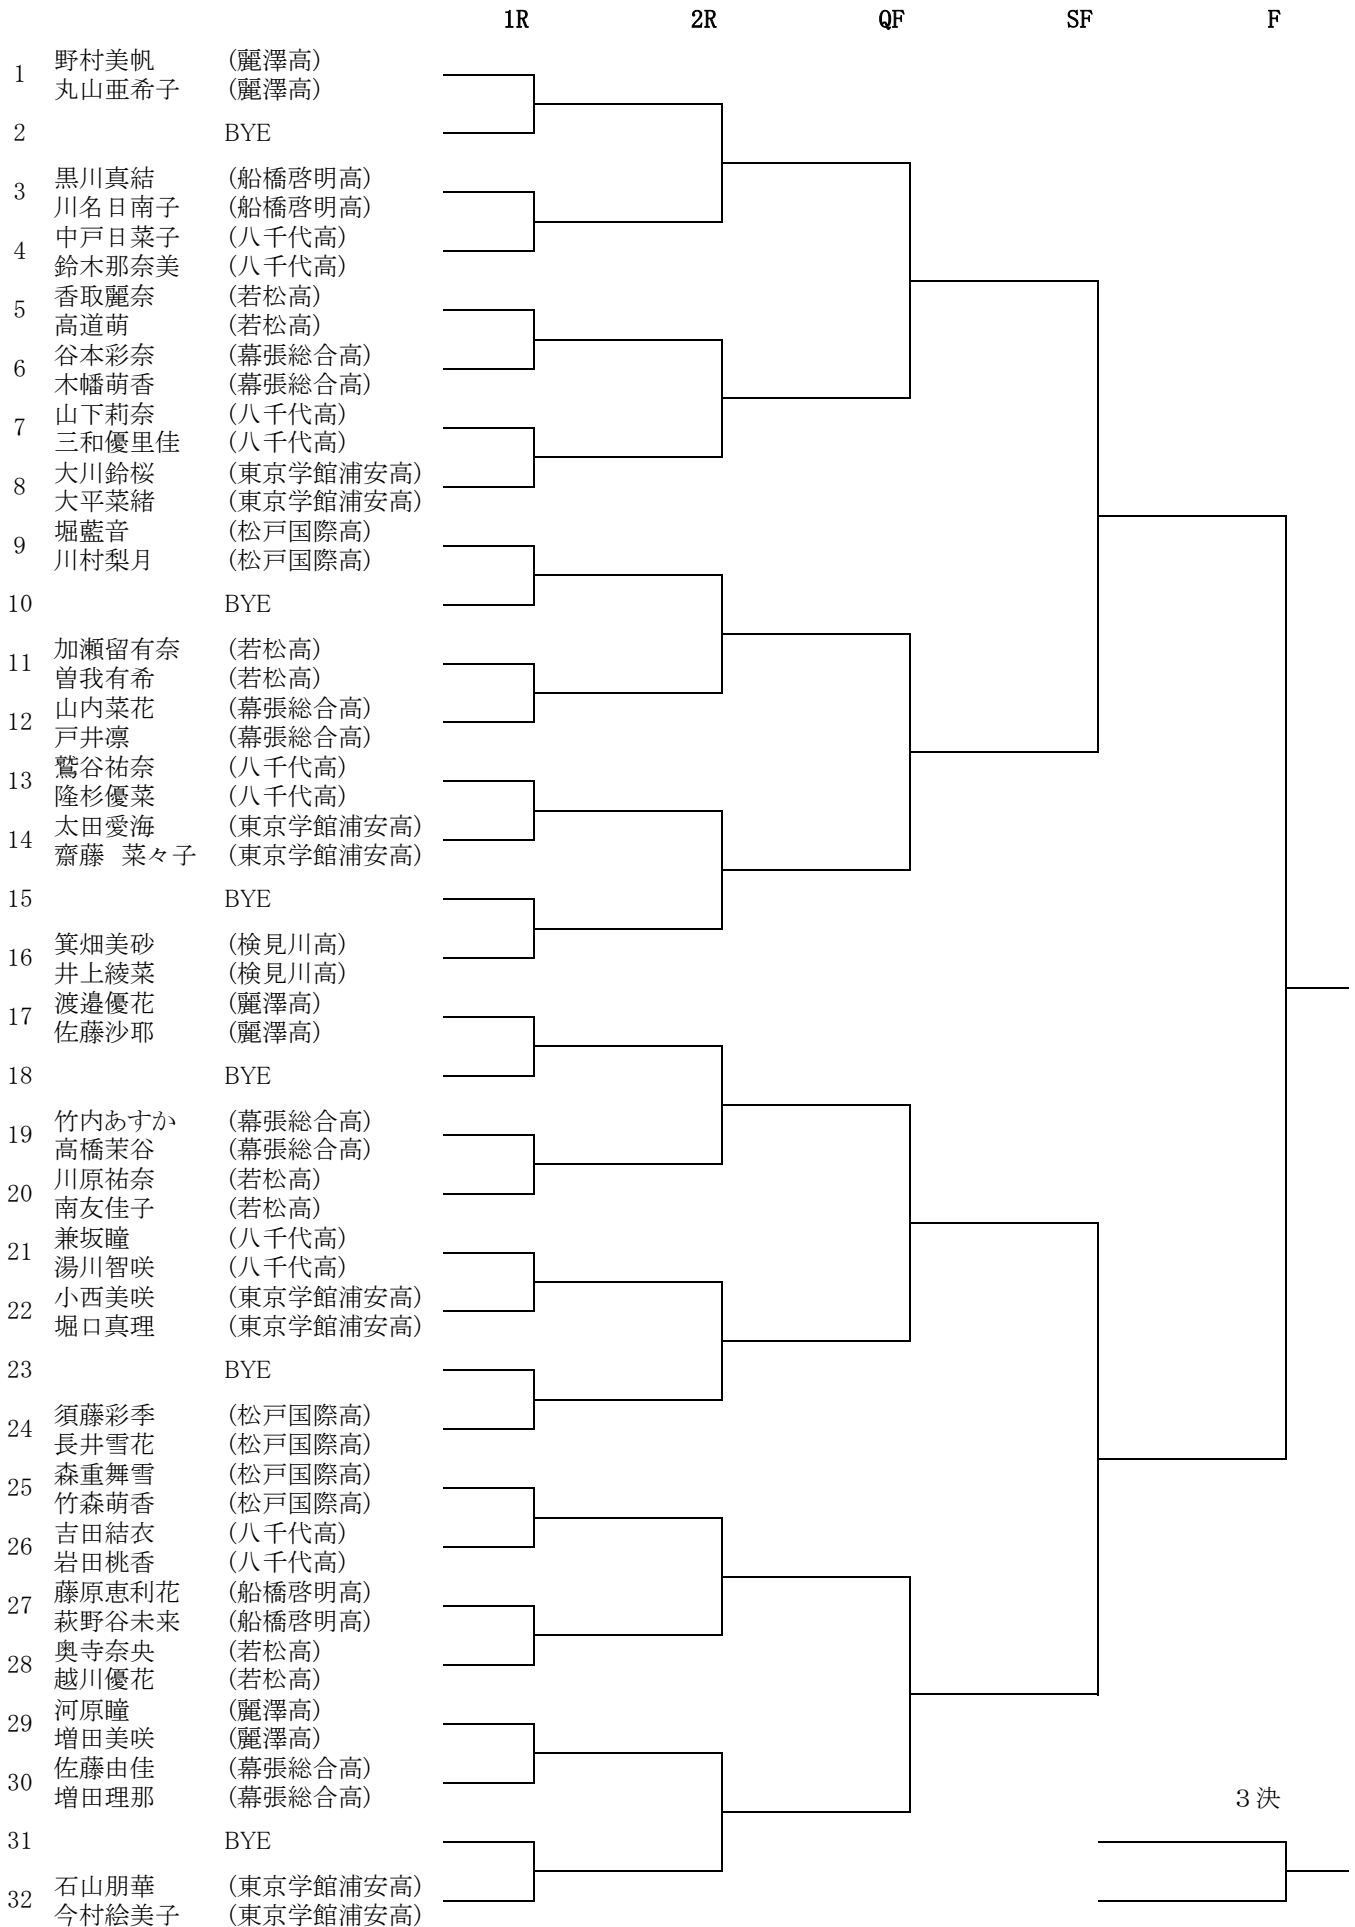 1R 2R QF SF F
野村美帆 (麗澤高)
1
丸山亜希子 (麗澤高)
2 BYE
黒川真結 (船橋啓明高)
3
川名日南子 (船橋啓明高)
中戸日菜子 (八千代高)
4
鈴木那奈美 (八千代高)
香取麗奈 (若松高)
5
高道萌 (若松高)
谷本彩奈 (幕張総合高)
6
木幡萌香 (幕張総合高)
山下莉奈 (八千代高)
7
三和優里佳 (八千代高)
大川鈴桜 (東京学館浦安高)
8
大平菜緒 (東京学館浦安高)
堀藍音 (松戸国際高)
9
川村梨月 (松戸国際高)
10 BYE
加瀬留有奈 (若松高)
11
曽我有希 (若松高)
山内菜花 (幕張総合高)
12
戸井凛 (幕張総合高)
鷲谷祐奈 (八千代高)
13
隆杉優菜 (八千代高)
太田愛海 (東京学館浦安高)
14
齋藤 菜々子 (東京学館浦安高)
15 BYE
箕畑美砂 (検見川高)
16
井上綾菜 (検見川高)
渡邉優花 (麗澤高)
17
佐藤沙耶 (麗澤高)
18 BYE
竹内あすか (幕張総合高)
19
高橋茉谷 (幕張総合高)
川原祐奈 (若松高)
20
南友佳子 (若松高)
兼坂瞳 (八千代高)
21
湯川智咲 (八千代高)
小西美咲 (東京学館浦安高)
22
堀口真理 (東京学館浦安高)
23 BYE
須藤彩季 (松戸国際高)
24
長井雪花 (松戸国際高)
森重舞雪 (松戸国際高)
25
竹森萌香 (松戸国際高)
吉田結衣 (八千代高)
26
岩田桃香 (八千代高)
藤原恵利花 (船橋啓明高)
27
萩野谷未来 (船橋啓明高)
奥寺奈央 (若松高)
28
越川優花 (若松高)
河原瞳 (麗澤高)
29
増田美咲 (麗澤高)
佐藤由佳 (幕張総合高)
30
増田理那 (幕張総合高)
3決
31 BYE
石山朋華 (東京学館浦安高)
32
今村絵美子 (東京学館浦安高)